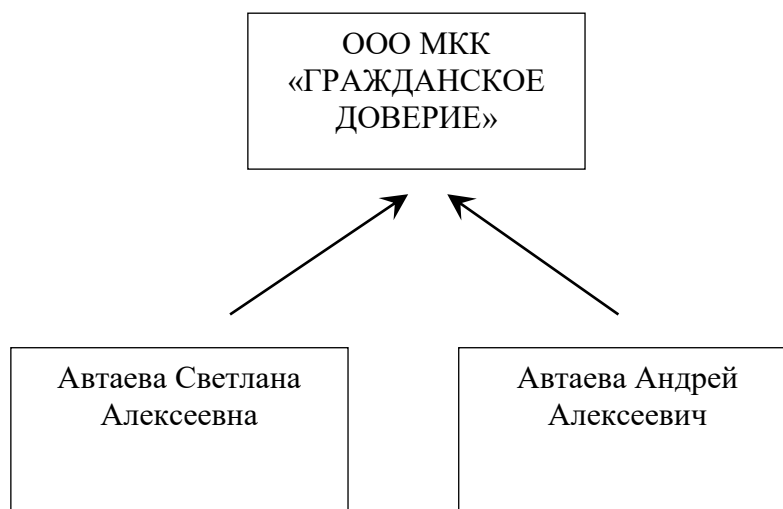 ООО МКК
«ГРАЖДАНСКОЕ
ДОВЕРИЕ»
Автаева Светлана
Алексеевна
Автаева Андрей
Алексеевич